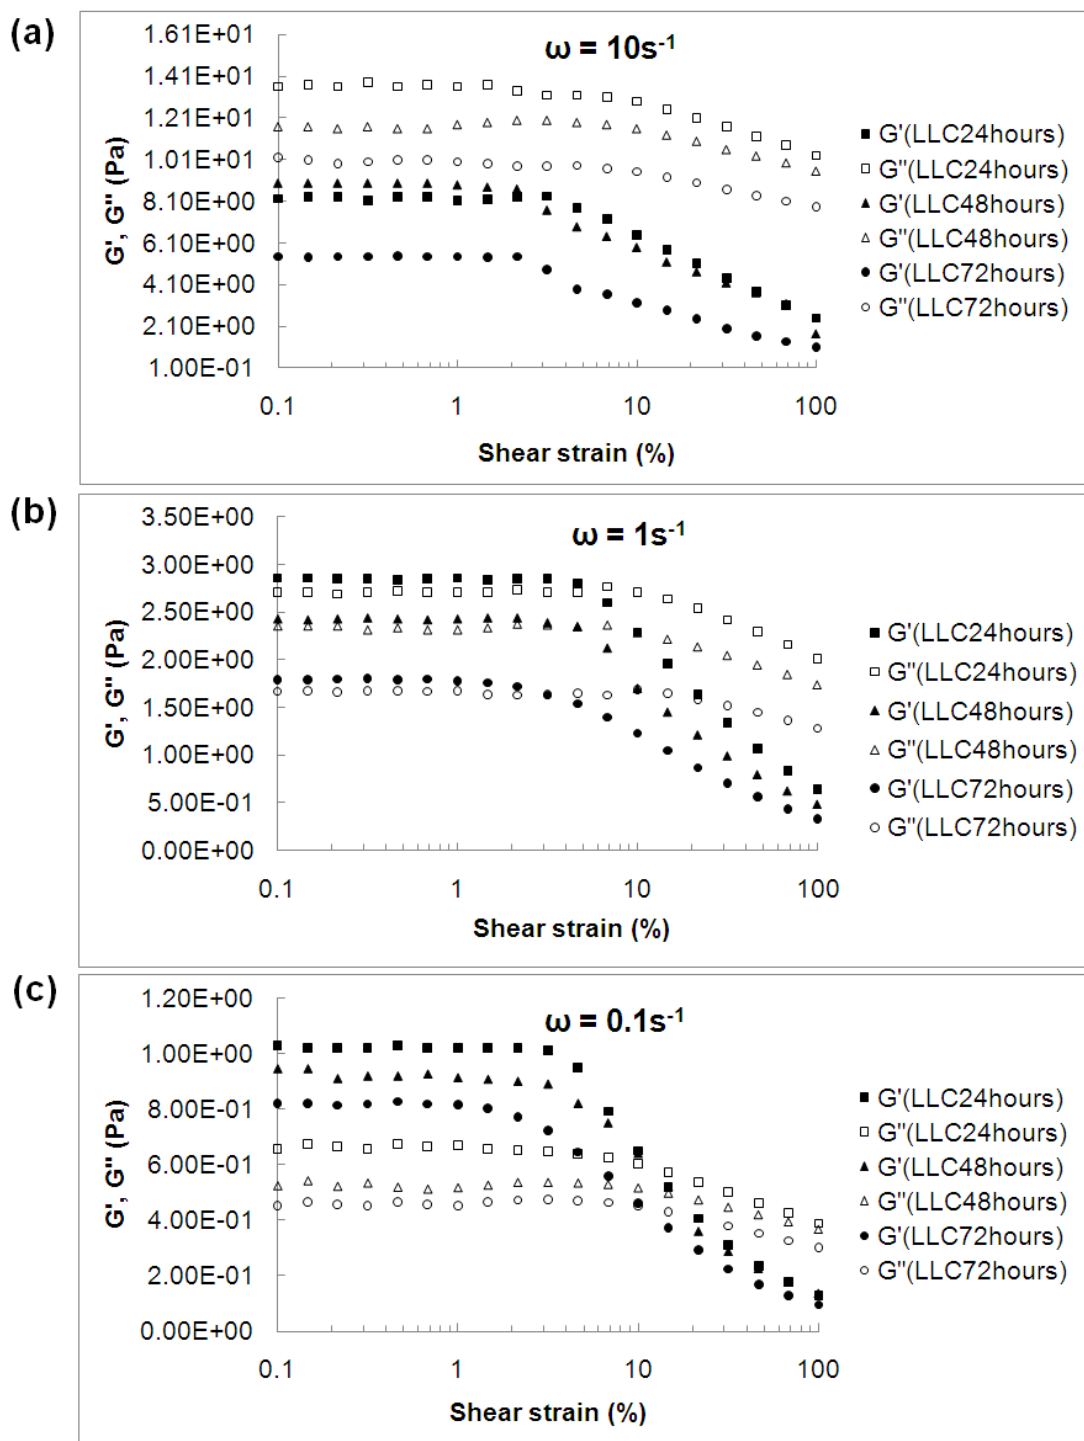 (a)
ω = 10s⁻¹
1.61E+01
1.41E+01
1.21E+01
1.01E+01
8.10E+00
6.10E+00
4.10E+00
2.10E+00
1.00E-01
G', G'' (Pa)
0.1 1 10 100
Shear strain (%)
G'(LLC24hours)
G''(LLC24hours)
G'(LLC48hours)
G''(LLC48hours)
G'(LLC72hours)
G''(LLC72hours)
(b)
ω = 1s⁻¹
3.50E+00
3.00E+00
2.50E+00
2.00E+00
1.50E+00
1.00E+00
5.00E-01
0.00E+00
G', G'' (Pa)
0.1 1 10 100
Shear strain (%)
G'(LLC24hours)
G''(LLC24hours)
G'(LLC48hours)
G''(LLC48hours)
G'(LLC72hours)
G''(LLC72hours)
(c)
ω = 0.1s⁻¹
1.20E+00
1.00E+00
8.00E-01
6.00E-01
4.00E-01
2.00E-01
0.00E+00
G', G'' (Pa)
0.1 1 10 100
Shear strain (%)
G'(LLC24hours)
G''(LLC24hours)
G'(LLC48hours)
G''(LLC48hours)
G'(LLC72hours)
G''(LLC72hours)